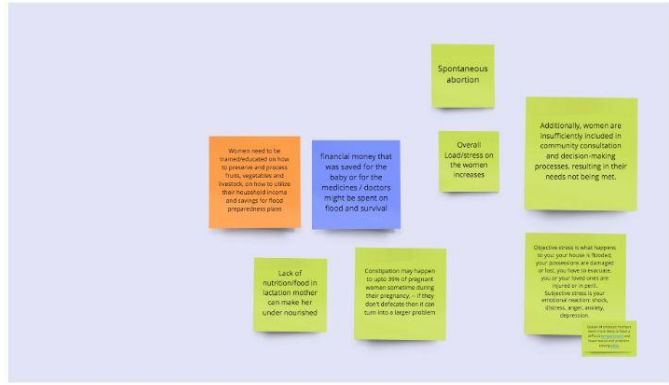 Spontaneous
abortion
Additionally, women are
insufficiently included in
community consultation
and decision-making
processes, resulting in their
needs not being met.
Overall
Load/stress on
the women
increases
Women need to be
trained/educated on how
to preserve and process
fruits, vegetables and
livestock, on how to utilize
their household income
and savings for flood
preparedness plans
financial money that
was saved for the
baby or for the
medicines / doctors
might be spent on
flood and survival
Objective stress is what happens
to you: your house is flooded,
your possessions are damaged
or lost, you have to evacuate,
you or your loved ones are
injured or in peril.
Subjective stress is your
emotional reaction: shock,
distress, anger, anxiety,
depression.
Lack of
nutrition/food in
lactation mother
can make her
under nourished
Constipation may happen
to upto 39% of pregnant
women sometime during
their pregnancy, -- if they
don't defecate then it can
turn into a larger problem